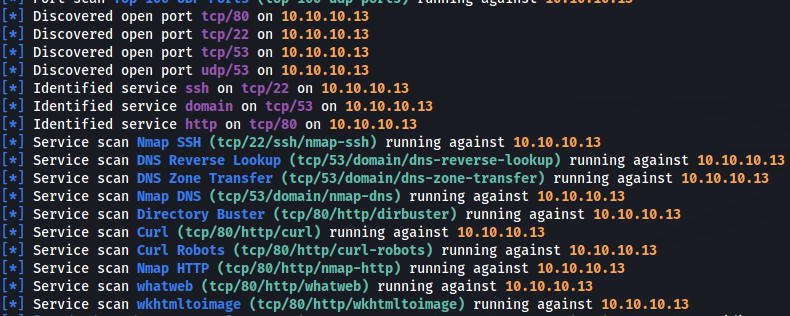 [*] Port scan Top 100 UDP Ports (top-100-udp-ports) running against 10.10.10.13
[*] Discovered open port tcp/80 on 10.10.10.13
[*] Discovered open port tcp/22 on 10.10.10.13
[*] Discovered open port tcp/53 on 10.10.10.13
[*] Discovered open port udp/53 on 10.10.10.13
[*] Identified service ssh on tcp/22 on 10.10.10.13
[*] Identified service domain on tcp/53 on 10.10.10.13
[*] Identified service http on tcp/80 on 10.10.10.13
[*] Service scan Nmap SSH (tcp/22/ssh/nmap-ssh) running against 10.10.10.13
[*] Service scan DNS Reverse Lookup (tcp/53/domain/dns-reverse-lookup) running against 10.10.10.13
[*] Service scan DNS Zone Transfer (tcp/53/domain/dns-zone-transfer) running against 10.10.10.13
[*] Service scan Nmap DNS (tcp/53/domain/nmap-dns) running against 10.10.10.13
[*] Service scan Directory Buster (tcp/80/http/dirbuster) running against 10.10.10.13
[*] Service scan Curl (tcp/80/http/curl) running against 10.10.10.13
[*] Service scan Curl Robots (tcp/80/http/curl-robots) running against 10.10.10.13
[*] Service scan Nmap HTTP (tcp/80/http/nmap-http) running against 10.10.10.13
[*] Service scan whatweb (tcp/80/http/whatweb) running against 10.10.10.13
[*] Service scan wkhtmltoimage (tcp/80/http/wkhtmltoimage) running against 10.10.10.13